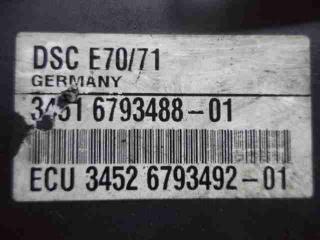 DSC E70/71
GERMANY
3451 6793488-01
ECU 3452 6793492-01